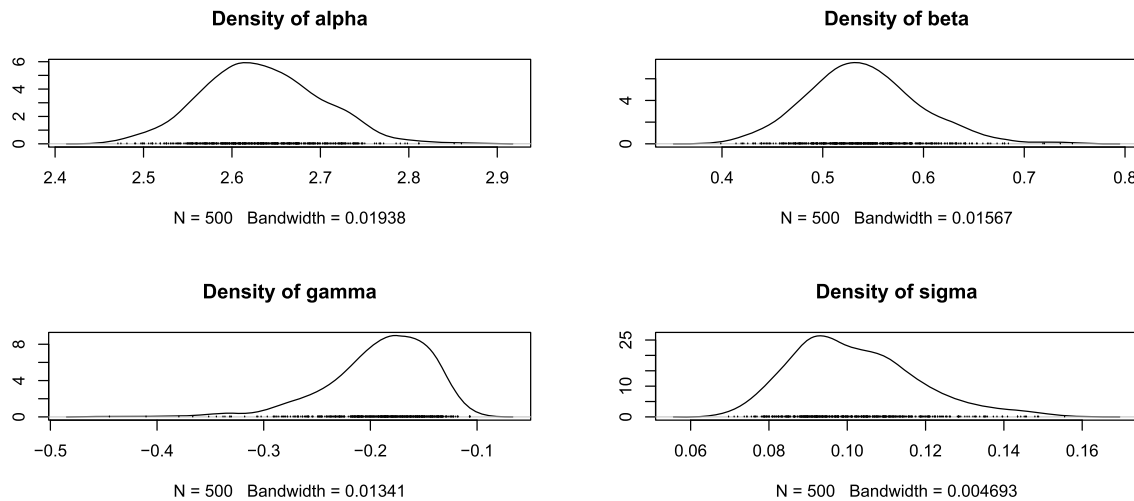 Density of alpha
0 2 4 6
2.4 2.5 2.6 2.7 2.8 2.9
N = 500 Bandwidth = 0.01938
Density of beta
0 4
0.4 0.5 0.6 0.7 0.8
N = 500 Bandwidth = 0.01567
Density of gamma
0 4 8
−0.5 −0.4 −0.3 −0.2 −0.1
N = 500 Bandwidth = 0.01341
Density of sigma
0 10 25
0.06 0.08 0.10 0.12 0.14 0.16
N = 500 Bandwidth = 0.004693